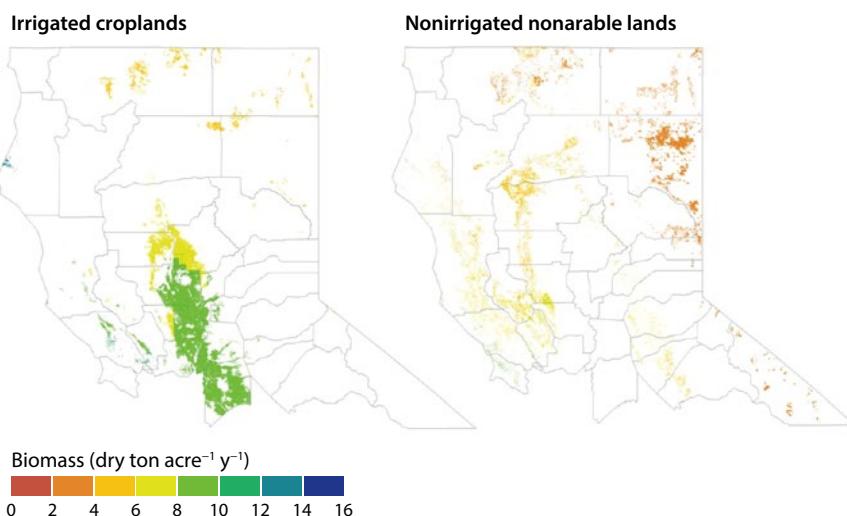 Irrigated croplands
Nonirrigated nonarable lands
Biomass (dry ton acre⁻¹ y⁻¹)
0 2 4 6 8 10 12 14 16